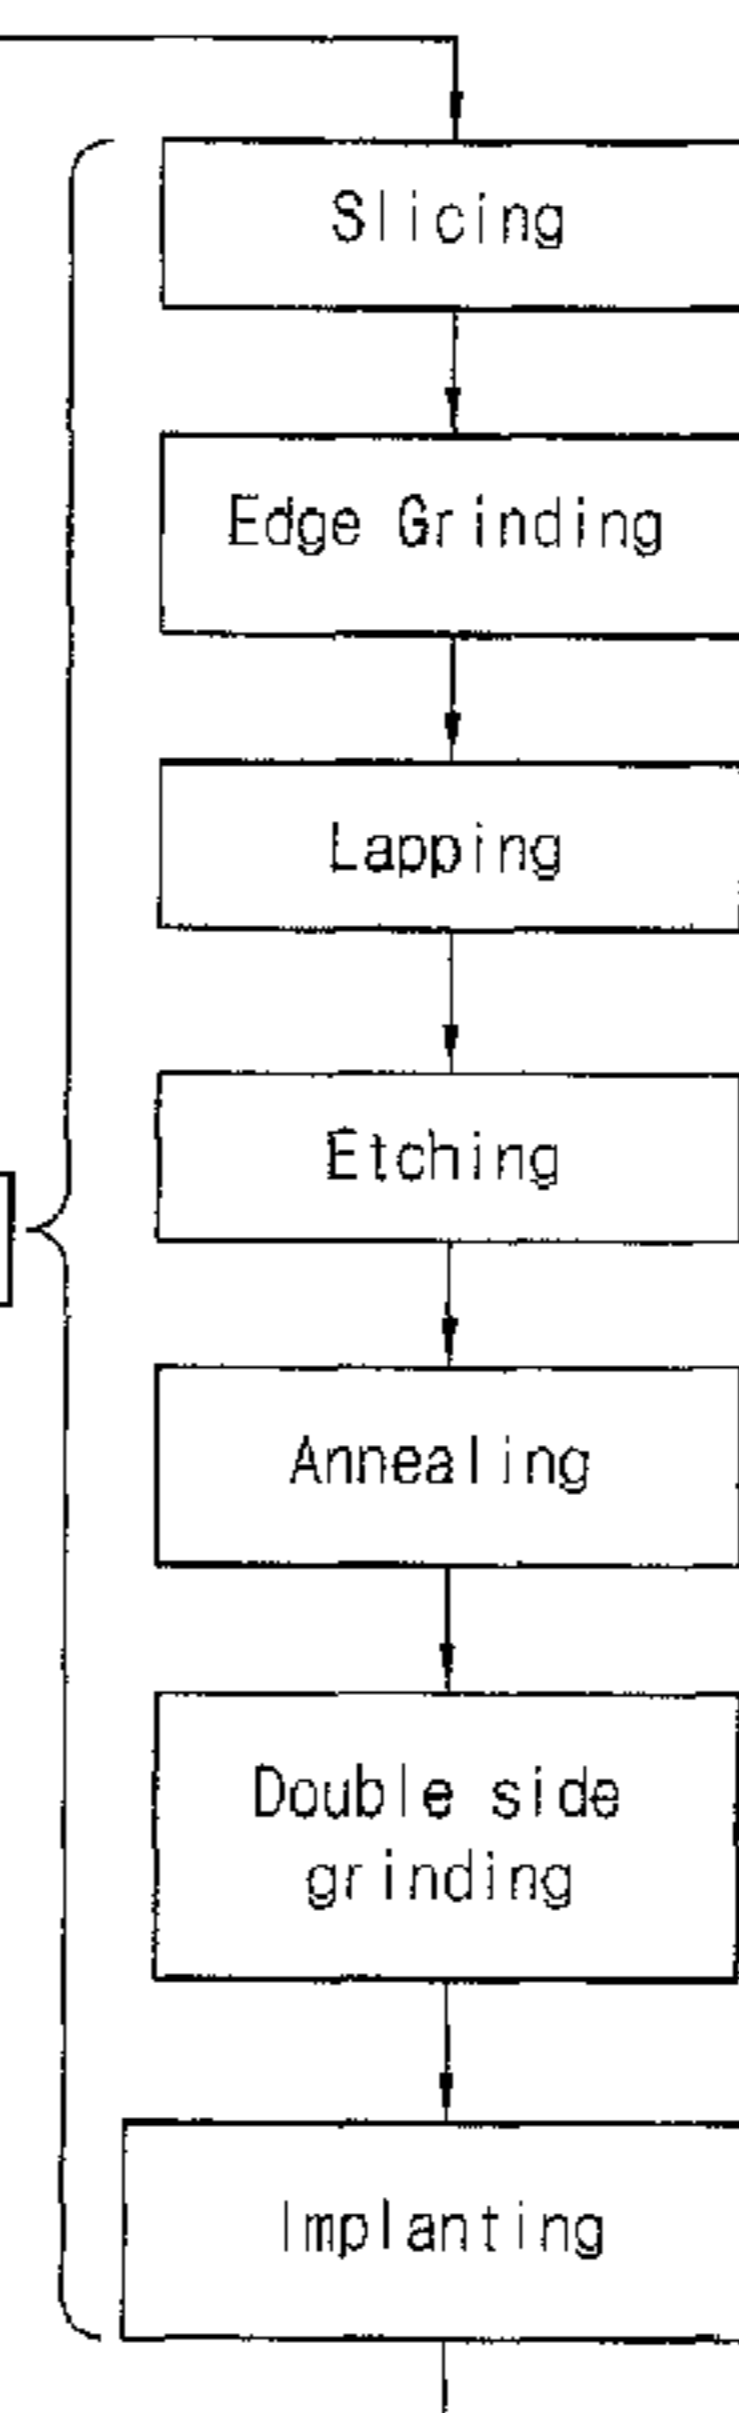 Slicing
Edge Grinding
Lapping
Etching
Annealing
Double side
grinding
Implanting